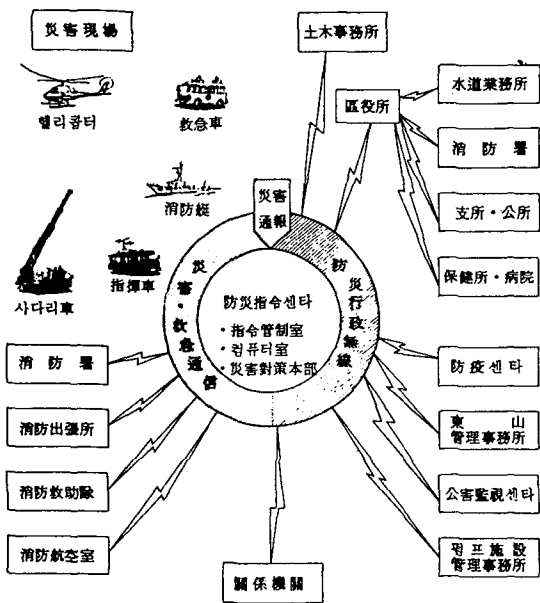 災害現場
헬리콥터
救急車
消防艇
사다리車
指揮車
災害
通報
土木事務所
區役所
水道業務所
消防署
支所・公所
保健所・病院
災害・救急通信
防災行政無線
防災指令센타
・指令管制室
・컴퓨터室
・災害對策本部
消防署
消防出張所
消防救助隊
消防航空室
關係機關
防疫센타
東山
管理事務所
公害監視센타
펌프施設
管理事務所